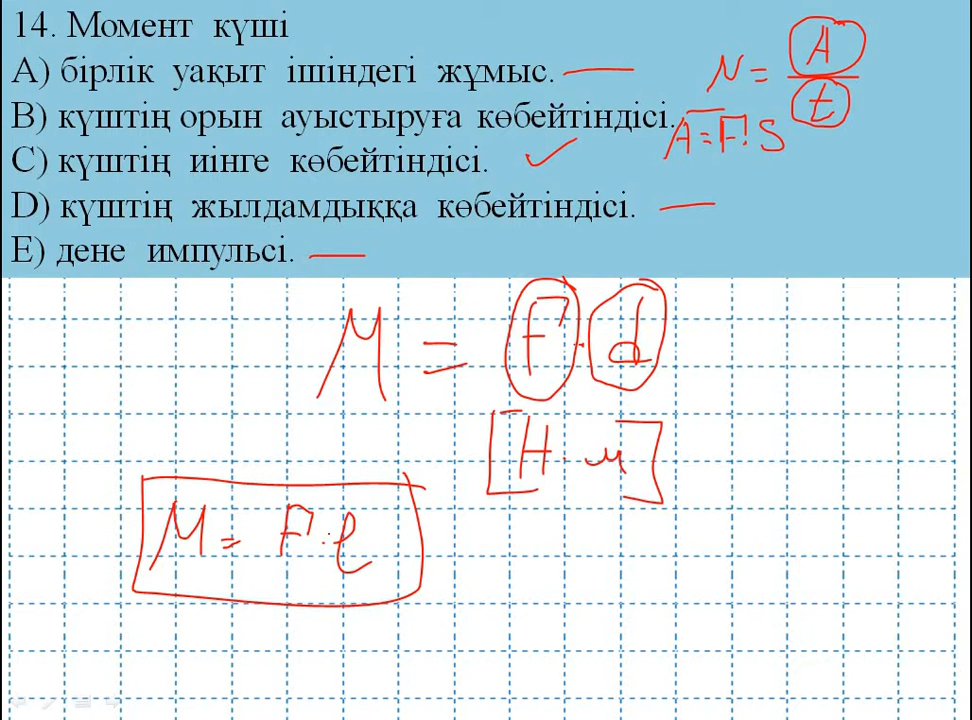 14. Момент күші
A) бірлік уақыт ішіндегі жұмыс.
N = A / t
B) күштің орын ауыстыруға көбейтіндісі.
A = F · S
C) күштің иінге көбейтіндісі.
D) күштің жылдамдыққа көбейтіндісі.
E) дене импульсі.
M = F · d
[Н · м]
M = F · l